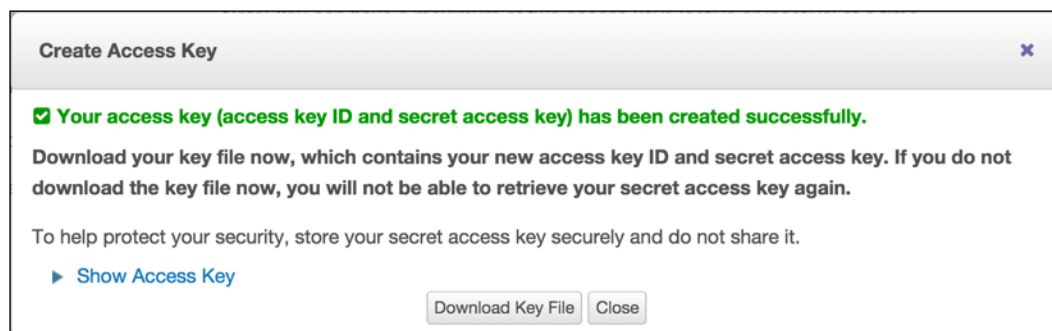 Create Access Key
Your access key (access key ID and secret access key) has been created successfully.
Download your key file now, which contains your new access key ID and secret access key. If you do not
download the key file now, you will not be able to retrieve your secret access key again.
To help protect your security, store your secret access key securely and do not share it.
Show Access Key
Download Key File Close